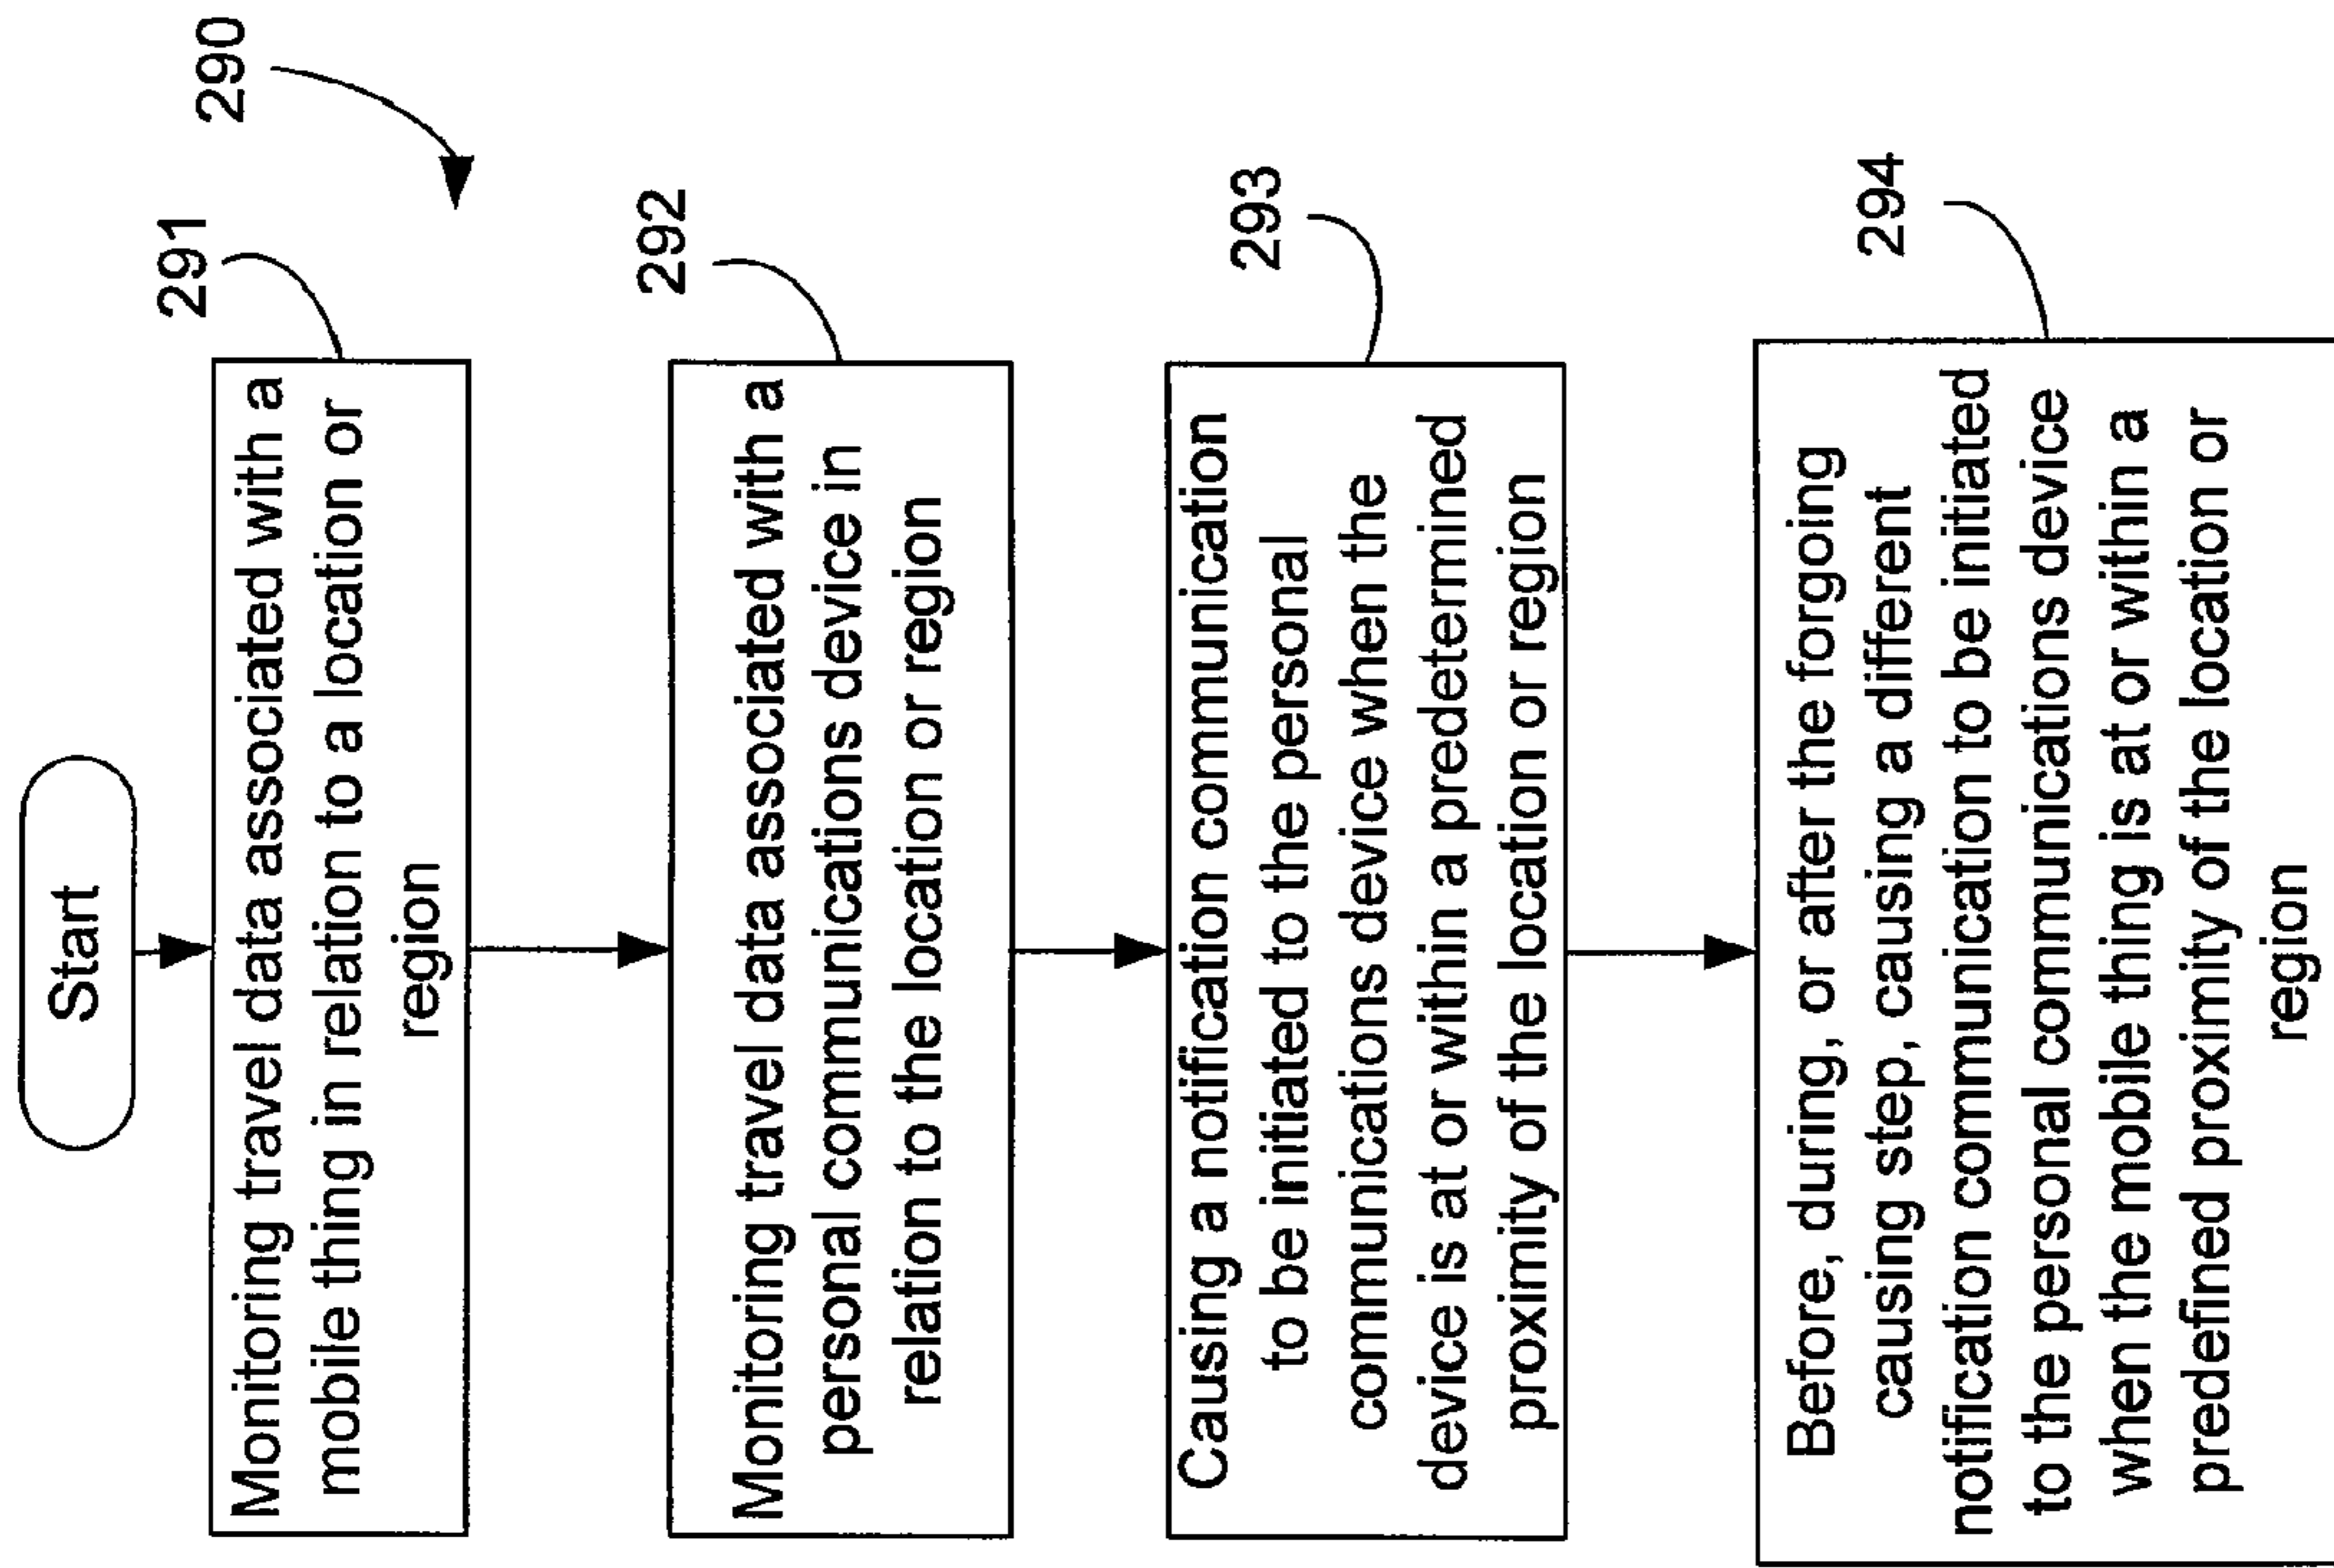 Start
290
291
Monitoring travel data associated with a
mobile thing in relation to a location or
region
292
Monitoring travel data associated with a
personal communications device in
relation to the location or region
293
Causing a notification communication
to be initiated to the personal
communications device when the
device is at or within a predetermined
proximity of the location or region
294
Before, during, or after the forgoing
causing step, causing a different
notification communication to be initiated
to the personal communications device
when the mobile thing is at or within a
predefined proximity of the location or
region